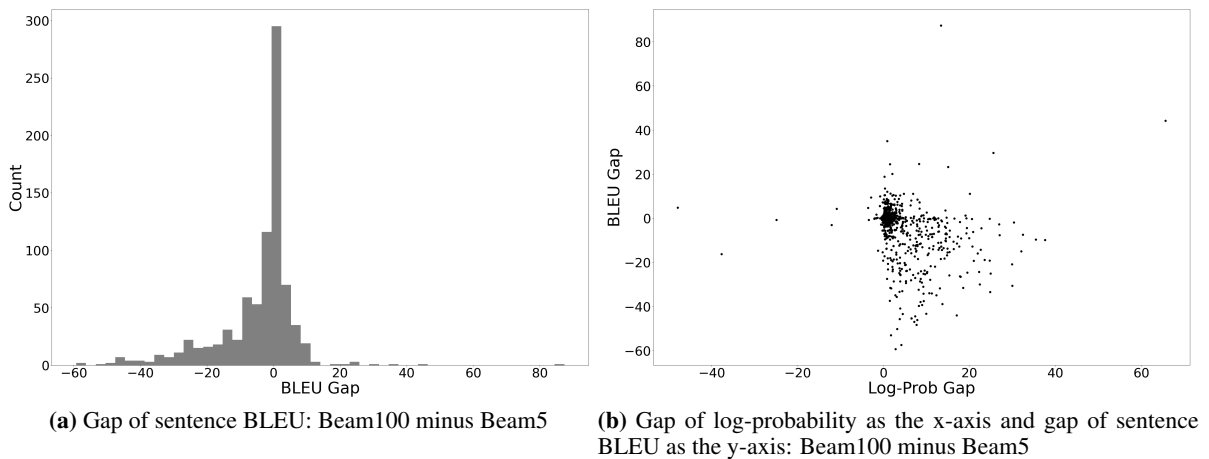 300
250
200
150
100
50
0
Count
−60 −40 −20 0 20 40 60 80
BLEU Gap
(a) Gap of sentence BLEU: Beam100 minus Beam5
80
60
40
20
0
−20
−40
−60
BLEU Gap
−40 −20 0 20 40 60
Log-Prob Gap
(b) Gap of log-probability as the x-axis and gap of sentence
BLEU as the y-axis: Beam100 minus Beam5